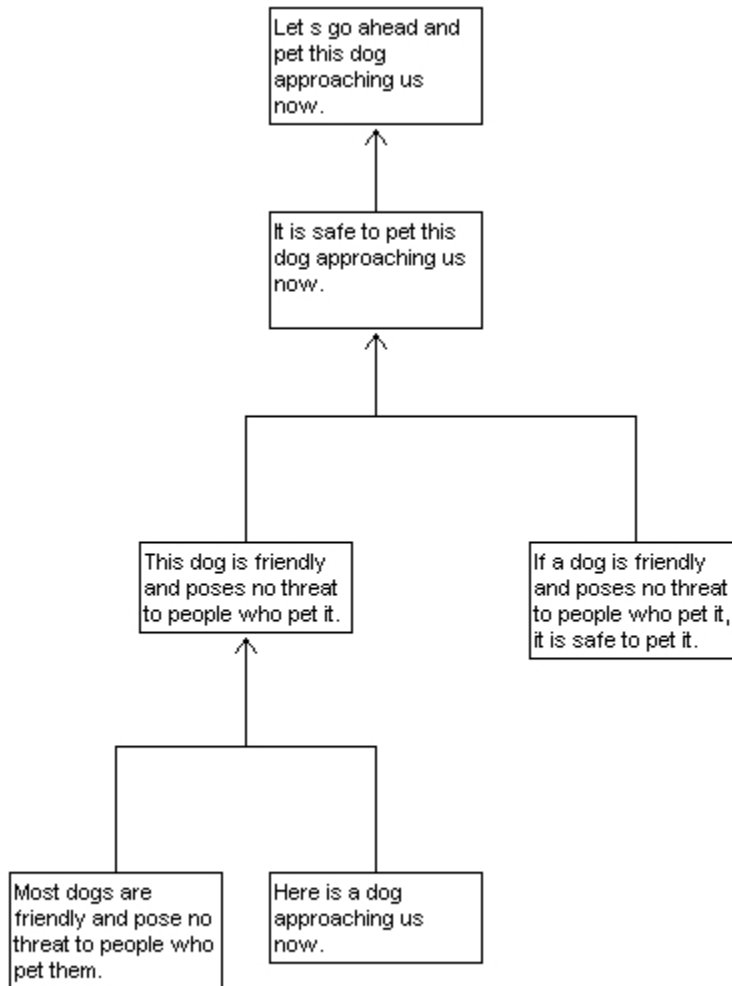 Let s go ahead and
pet this dog
approaching us
now.
It is safe to pet this
dog approaching us
now.
This dog is friendly
and poses no threat
to people who pet it.
If a dog is friendly
and poses no threat
to people who pet it,
it is safe to pet it.
Most dogs are
friendly and pose no
threat to people who
pet them.
Here is a dog
approaching us
now.